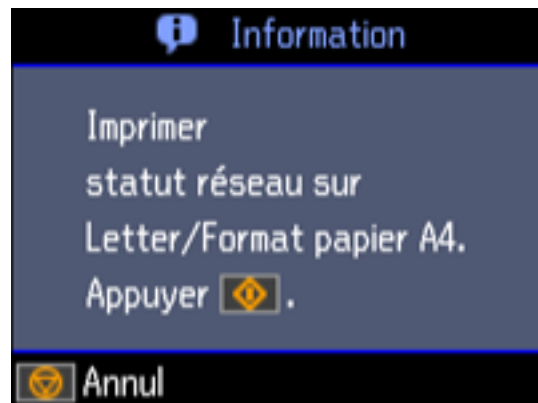 Information
Imprimer
statut réseau sur
Letter/Format papier A4.
Appuyer .
Annul